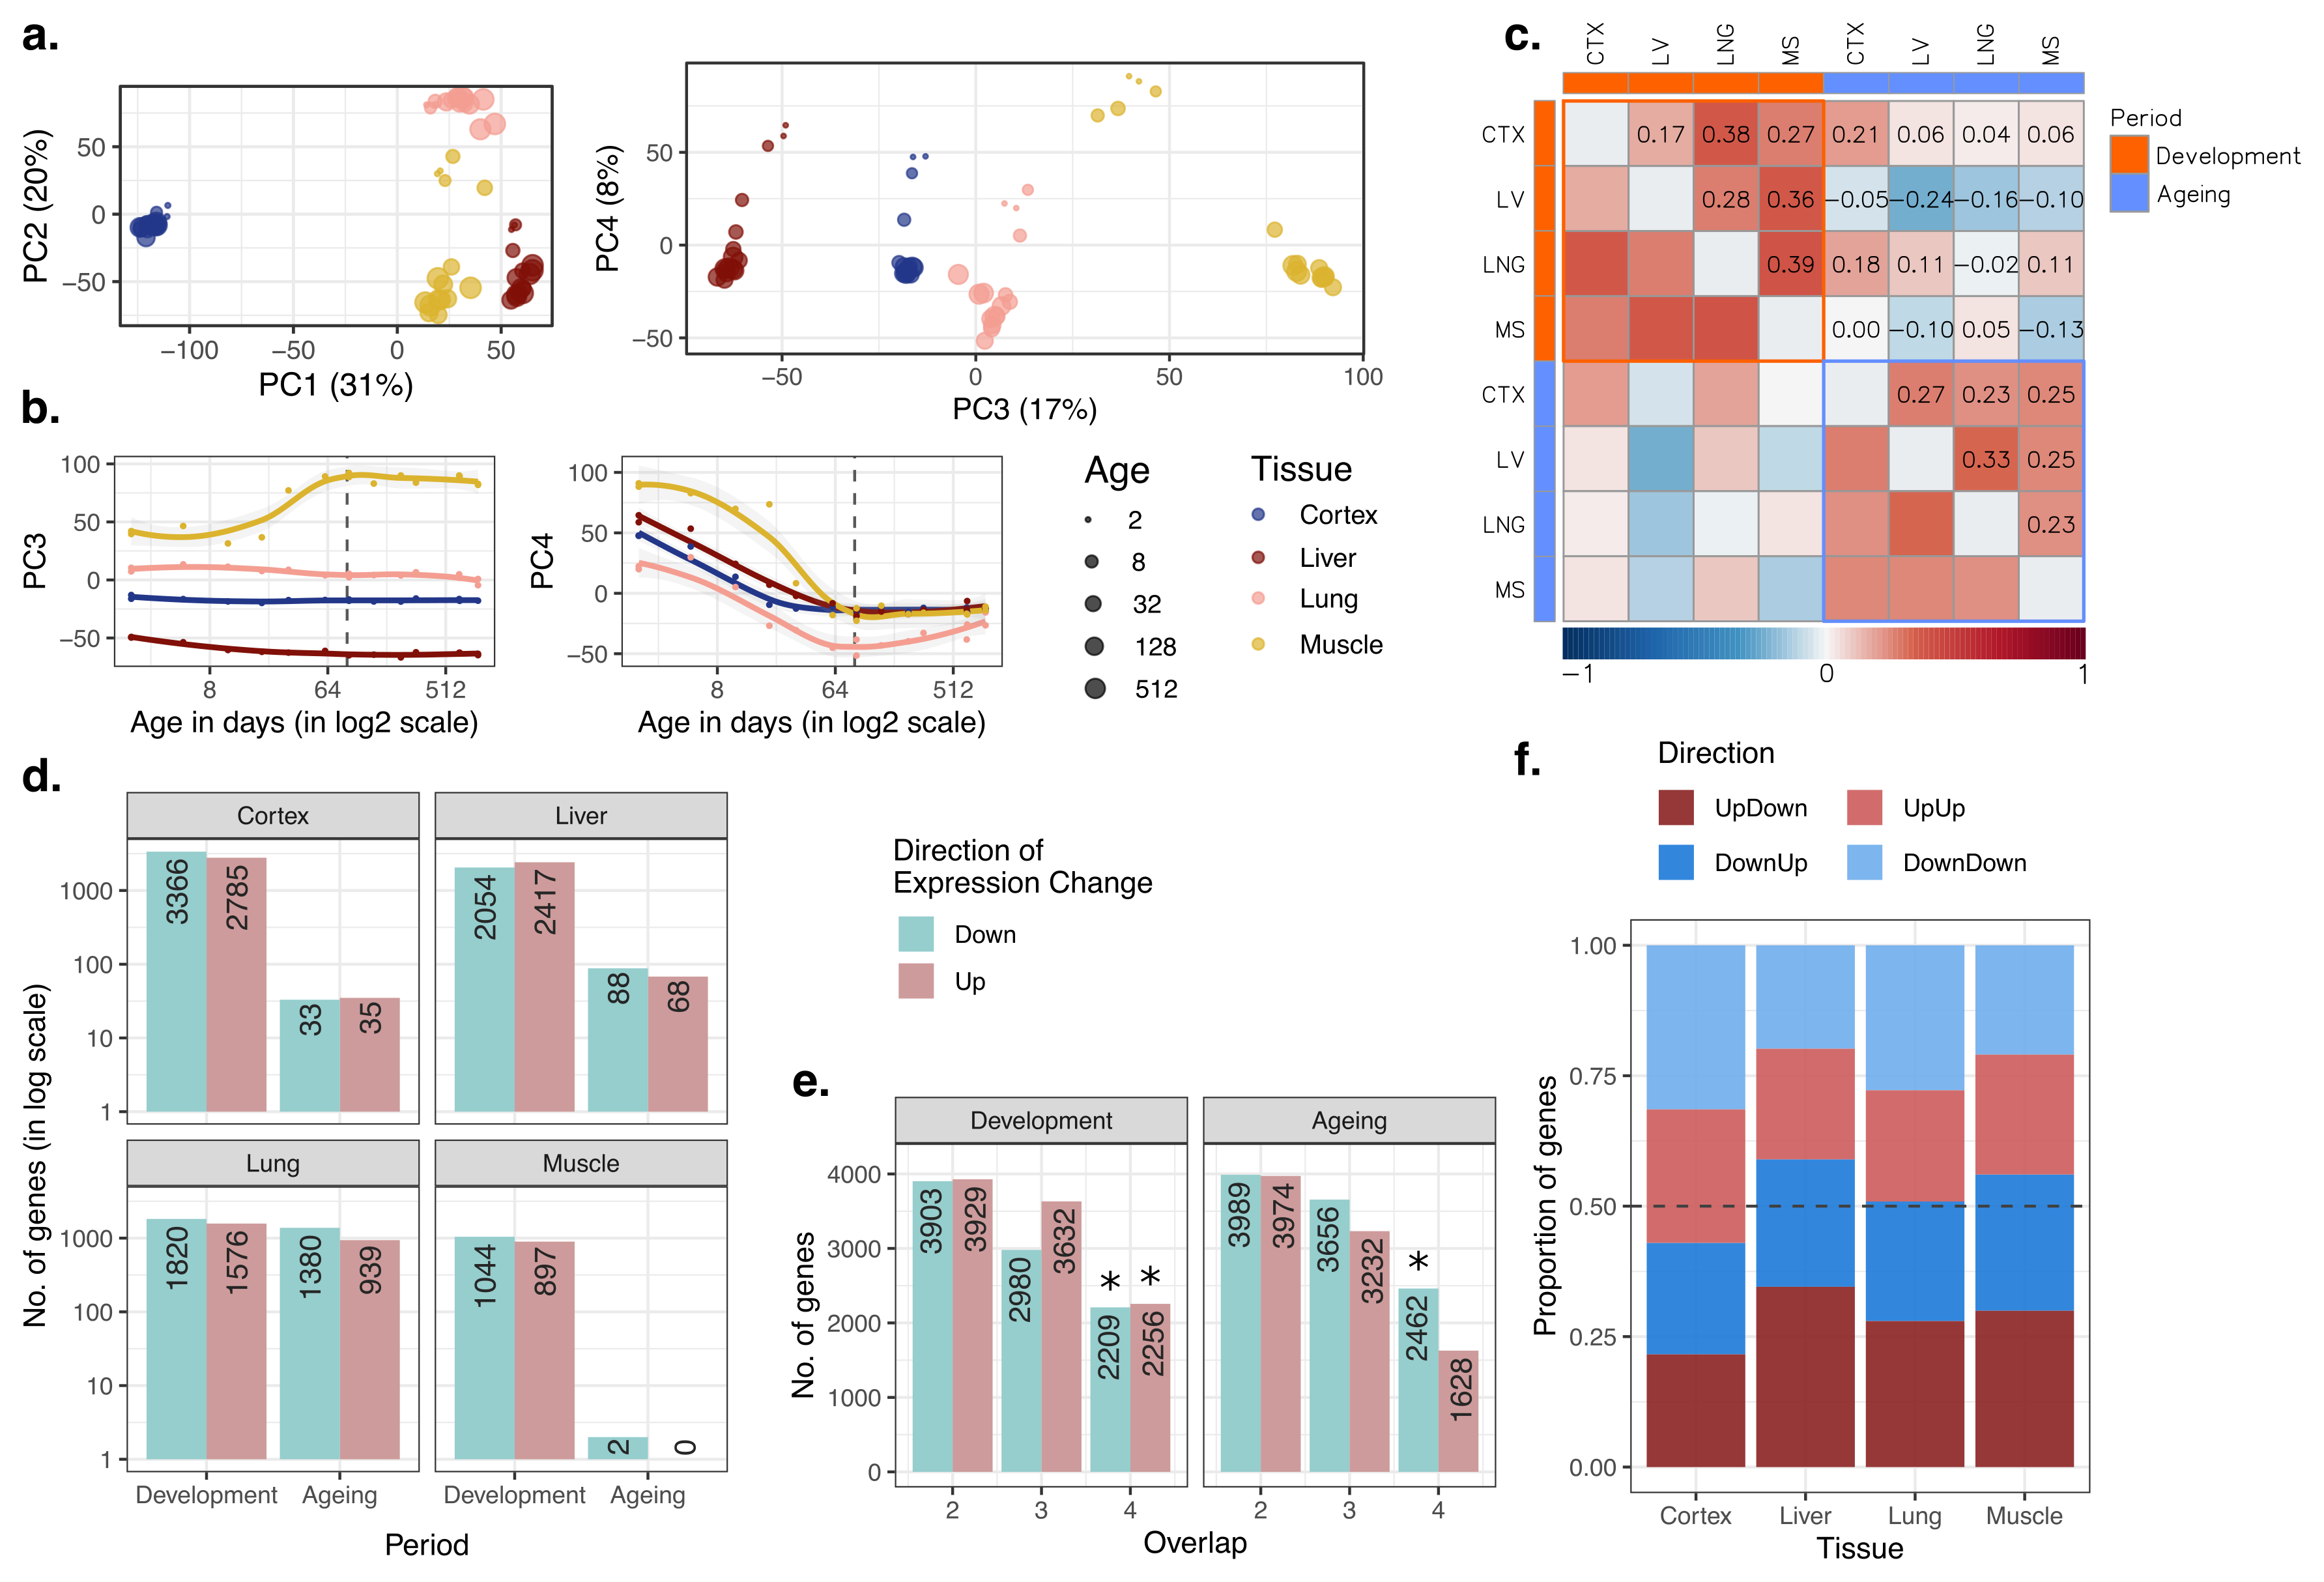 a.
PC2 (20%)
50
0
−50
−100
−50
0
50
PC1 (31%)
PC4 (8%)
50
0
−50
−50
0
50
100
PC3 (17%)
b.
PC3
100
50
0
−50
8
64
512
Age in days (in log2 scale)
PC4
100
50
0
−50
8
64
512
Age in days (in log2 scale)
Age
2
8
32
128
512
Tissue
Cortex
Liver
Lung
Muscle
c.
CTX LV LNG MS CTX LV LNG MS
CTX 0.17 0.38 0.27 0.21 0.06 0.04 0.06
LV 0.28 0.36 −0.05 −0.24 −0.16 −0.10
LNG 0.39 0.18 0.11 −0.02 0.11
MS 0.00 −0.10 0.05 −0.13
CTX 0.27 0.23 0.25
LV 0.33 0.25
LNG 0.23
MS
−1 0 1
Period
Development
Ageing
d.
No. of genes (in log scale)
Cortex
1000
100
10
1
3366
2785
33
35
Liver
2054
2417
88
68
Lung
1000
100
10
1
1820
1576
1380
939
Muscle
1044
897
2
0
Development Ageing
Development Ageing
Period
Direction of
Expression Change
Down
Up
e.
No. of genes
Development
4000
3000
2000
1000
0
3903
3929
2980
3632
*
2209
*
2256
Ageing
3989
3974
3656
3232
*
2462
1628
2 3 4
2 3 4
Overlap
f.
Direction
UpDown UpUp
DownUp DownDown
Proportion of genes
1.00
0.75
0.50
0.25
0.00
Cortex Liver Lung Muscle
Tissue